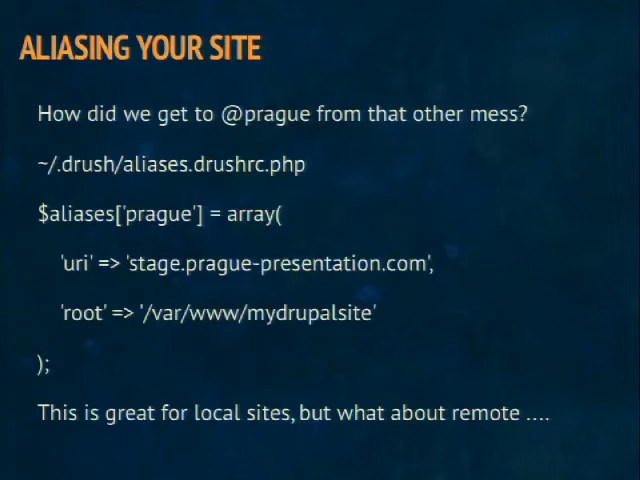 ALIASING YOUR SITE
How did we get to @prague from that other mess?
~/.drush/aliases.drushrc.php
$aliases['prague'] = array(
'uri' => 'stage.prague-presentation.com',
'root' => '/var/www/mydrupalsite'
);
This is great for local sites, but what about remote ....